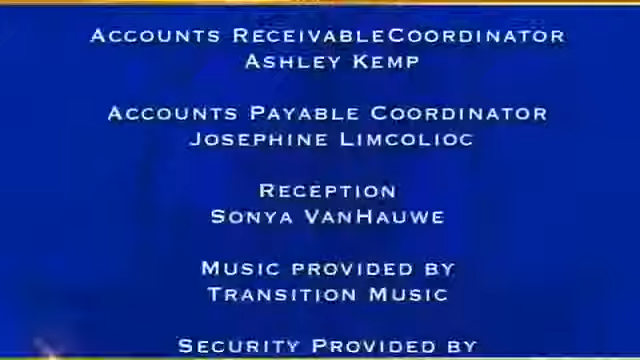 ACCOUNTS RECEIVABLECOORDINATOR
ASHLEY KEMP
ACCOUNTS PAYABLE COORDINATOR
JOSEPHINE LIMCOLIOC
RECEPTION
SONYA VANHAUWE
MUSIC PROVIDED BY
TRANSITION MUSIC
SECURITY PROVIDED BY